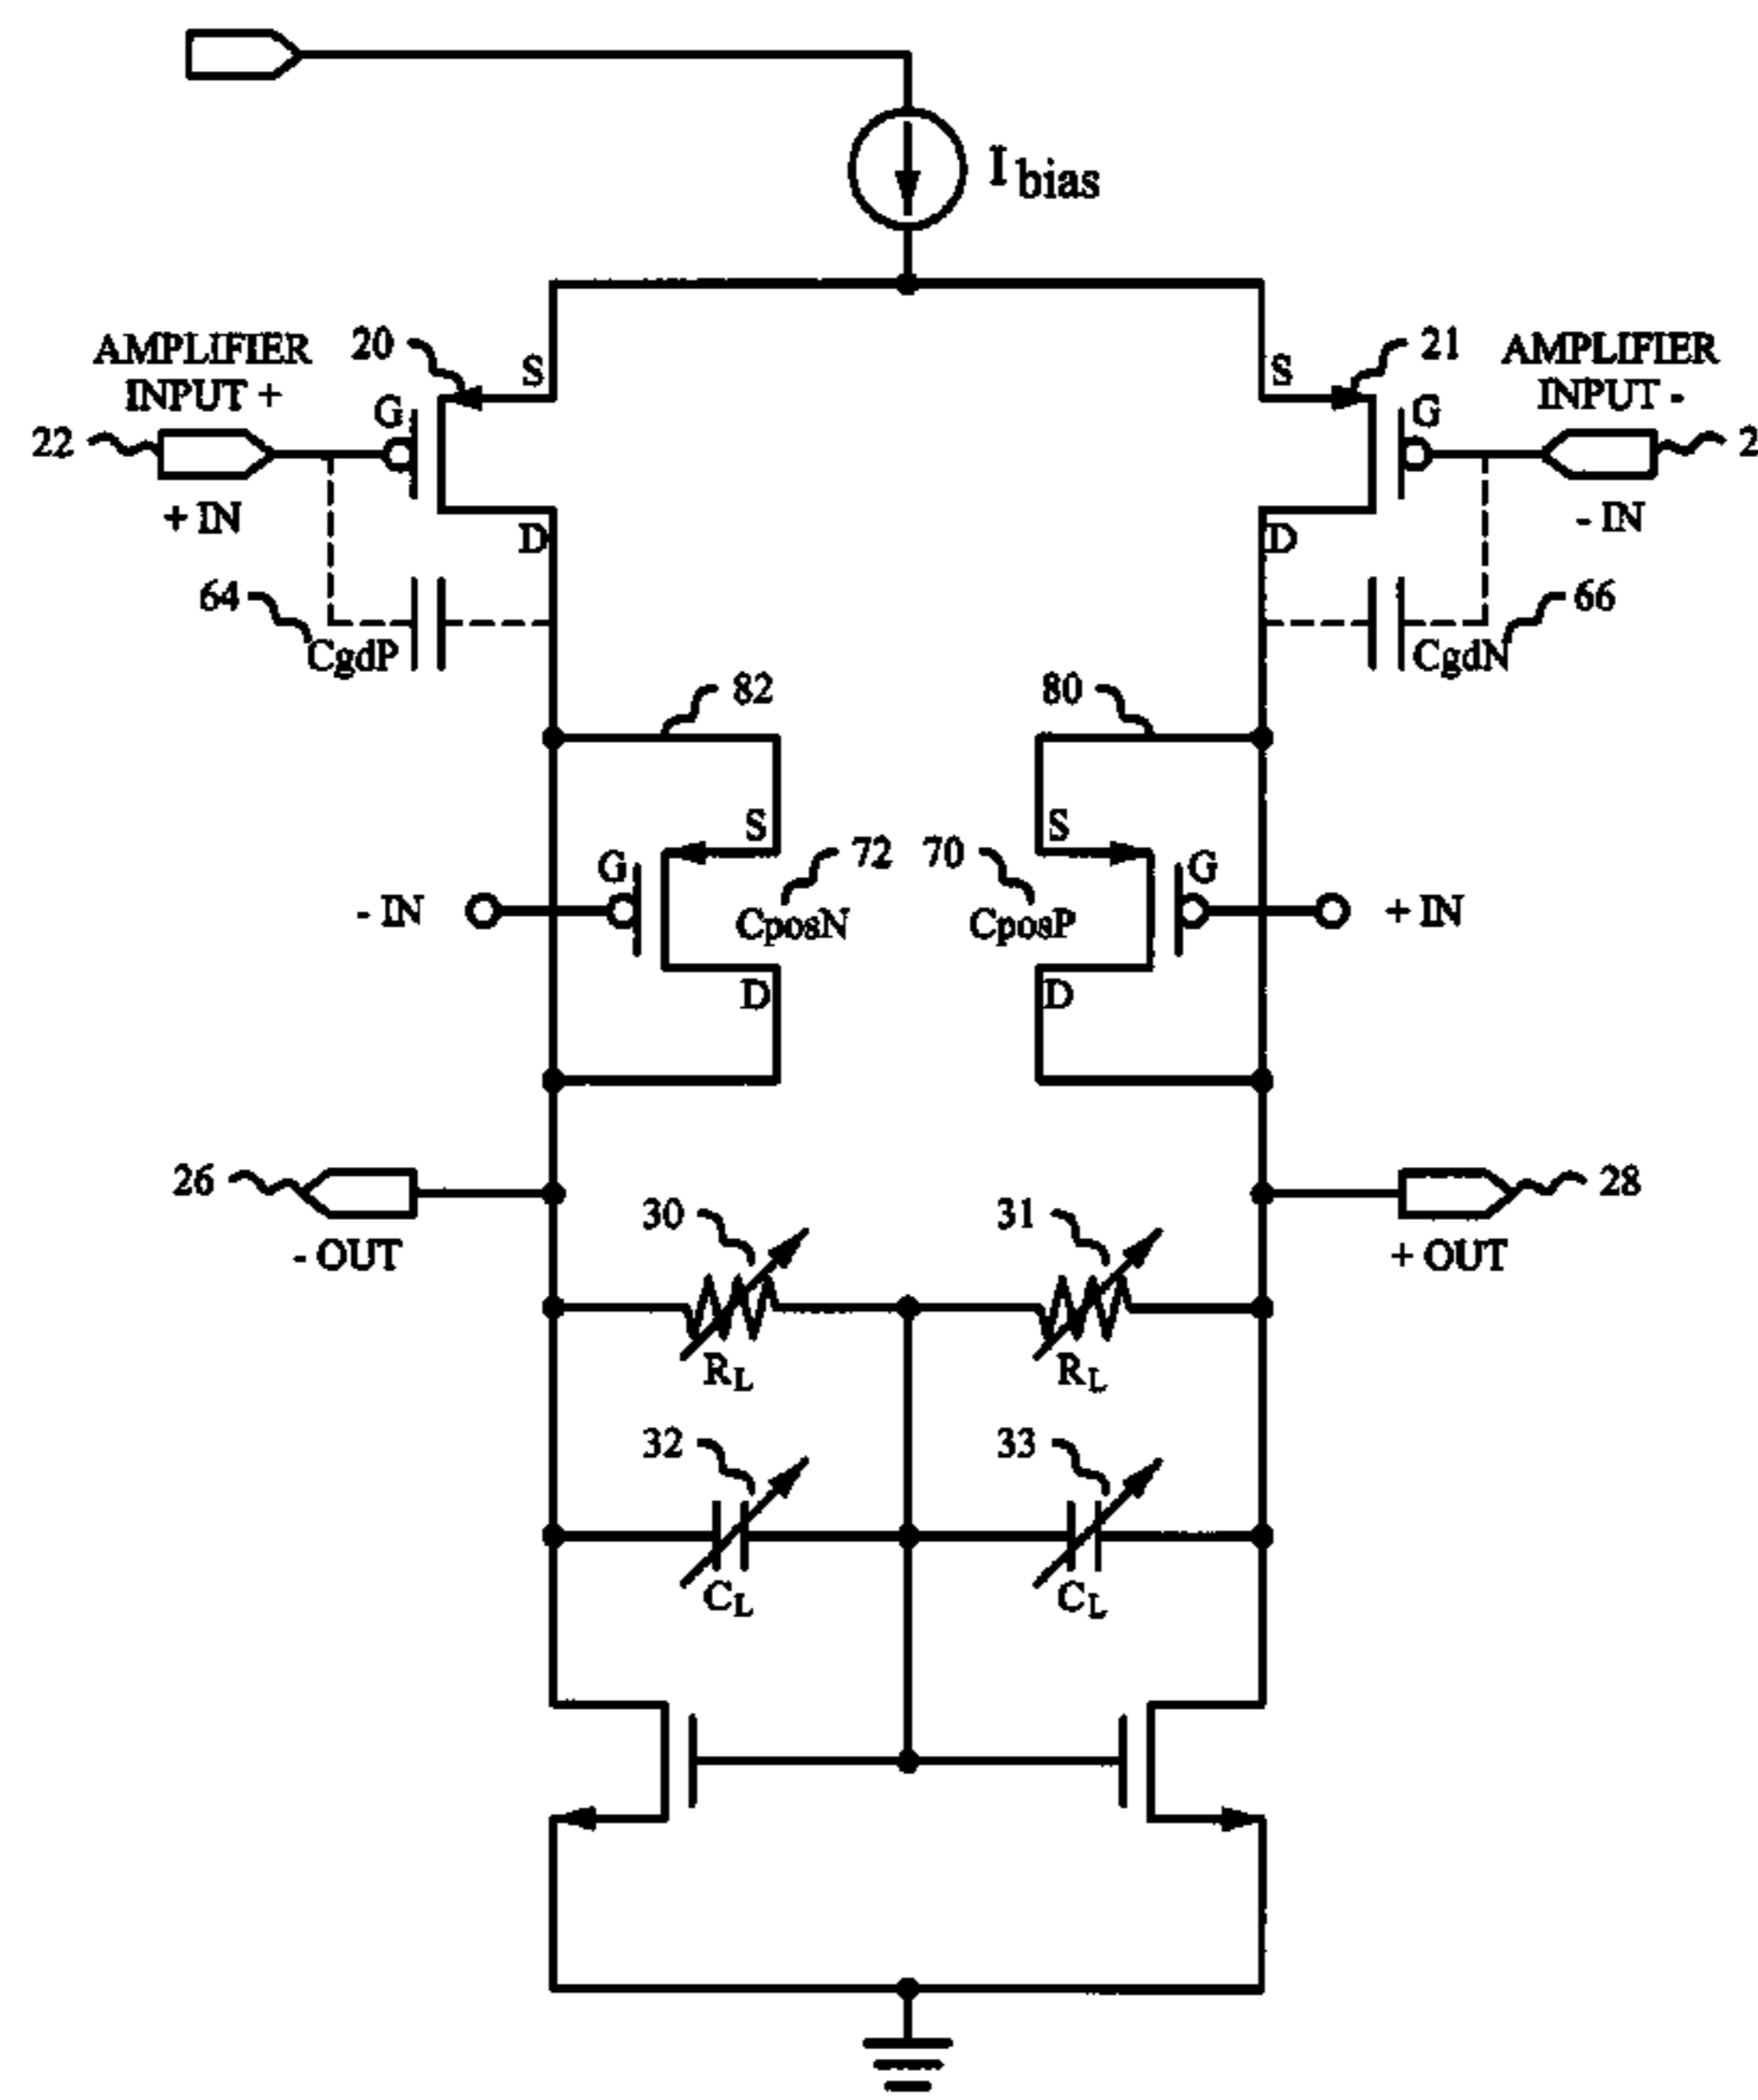 I bias
AMPLIFIER
INPUT +
20
S
G
22
+ IN
D
64
CgdP
S
21
AMPLIFIER
INPUT -
G
2
- IN
D
66
CgdN
82
80
S
G
72
- IN
CposN
D
S
70
G
CposP
+ IN
D
26
- OUT
28
+ OUT
30
RL
31
RL
32
CL
33
CL